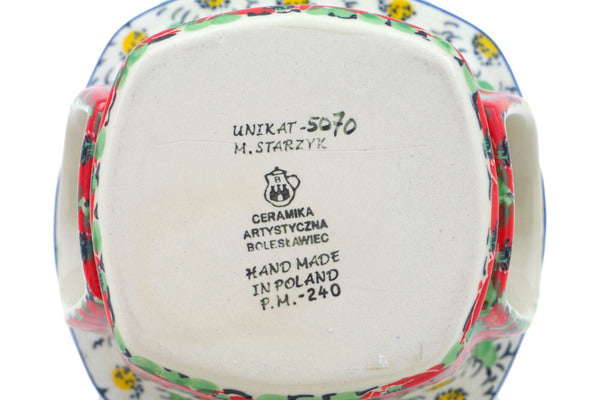 UNIKAT-5070
M. STARZYK
B
CERAMIKA
ARTYSTYCZNA
BOLESŁAWIEC
HAND MADE
IN POLAND
P.M.-240